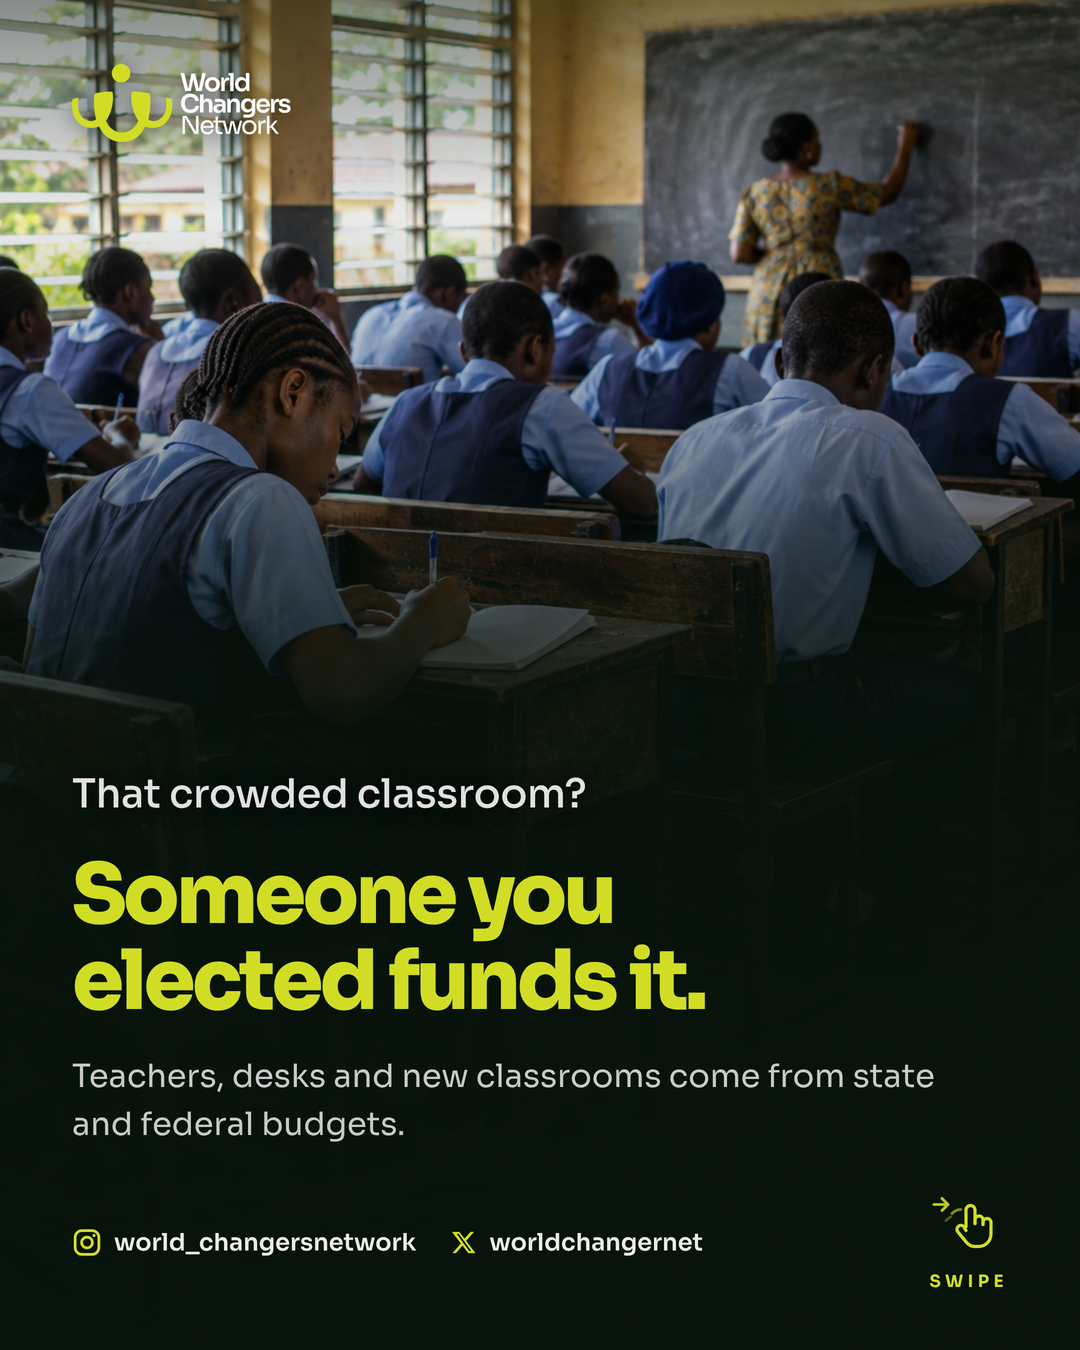 World
Changers
Network
That crowded classroom?
Someone you
elected funds it.
Teachers, desks and new classrooms come from state
and federal budgets.
world_changersnetwork worldchangernet
SWIPE